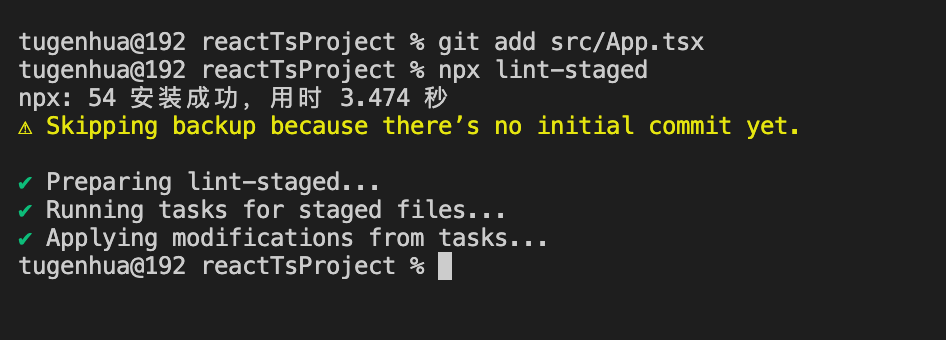 tugenhua@192 reactTsProject % git add src/App.tsx
tugenhua@192 reactTsProject % npx lint-staged
npx: 54 安装成功，用时 3.474 秒
⚠ Skipping backup because there’s no initial commit yet.
✔ Preparing lint-staged...
✔ Running tasks for staged files...
✔ Applying modifications from tasks...
tugenhua@192 reactTsProject %